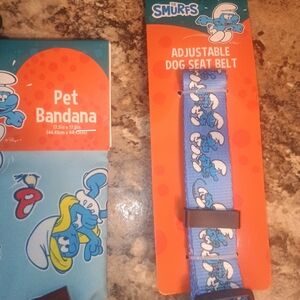 Pet
Bandana
SMURFS
ADJUSTABLE
DOG SEAT BELT